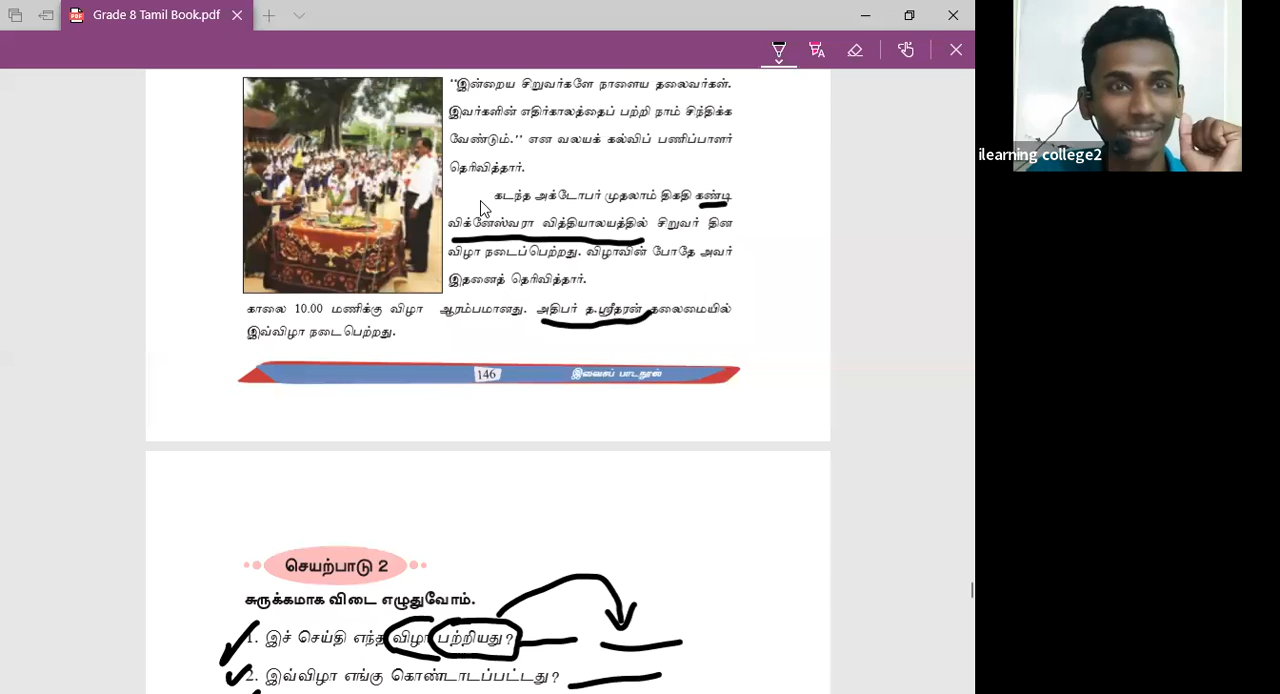 Grade 8 Tamil Book.pdf
"இன்றைய சிறுவர்களே நாளைய தலைவர்கள்.
இவர்களின் எதிர்காலத்தைப் பற்றி நாம் சிந்திக்க
வேண்டும்." என வலயக் கல்விப் பணிப்பாளர்
தெரிவித்தார்.
கடந்த அக்டோபர் முதலாம் திகதி கண்டி
விக்னேஸ்வரா வித்தியாலயத்தில் சிறுவர் தின
விழா நடைப்பெற்றது. விழாவின் போதே அவர்
இதனைத் தெரிவித்தார்.
காலை 10.00 மணிக்கு விழா ஆரம்பமானது. அதிபர் த.ஸ்ரீதரன் தலைமையில்
இவ்விழா நடைபெற்றது.
146 இலவசப் பாடநூல்
செயற்பாடு 2
சுருக்கமாக விடை எழுதுவோம்.
1. இச் செய்தி எந்த விழா பற்றியது?
2. இவ்விழா எங்கு கொண்டாடப்பட்டது?
ilearning college2